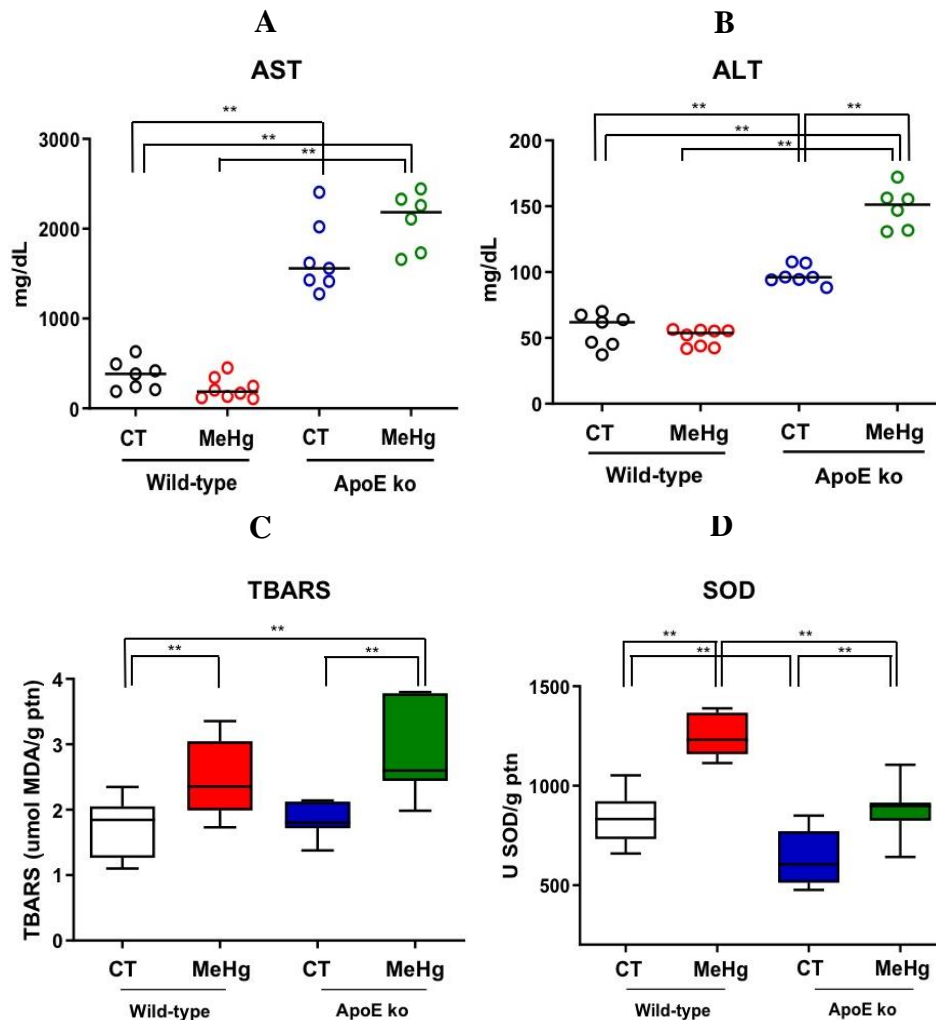 A
AST
**
**
**
3000
2000
1000
0
mg/dL
CT MeHg CT MeHg
Wild-type ApoE ko
B
ALT
** **
**
**
200
150
100
50
0
mg/dL
CT MeHg CT MeHg
Wild-type ApoE ko
C
TBARS
**
** **
4
3
2
1
0
TBARS (umol MDA/g ptn)
CT MeHg CT MeHg
Wild-type ApoE ko
D
SOD
** **
** **
1500
1000
500
U SOD/g ptn
CT MeHg CT MeHg
Wild-type ApoE ko